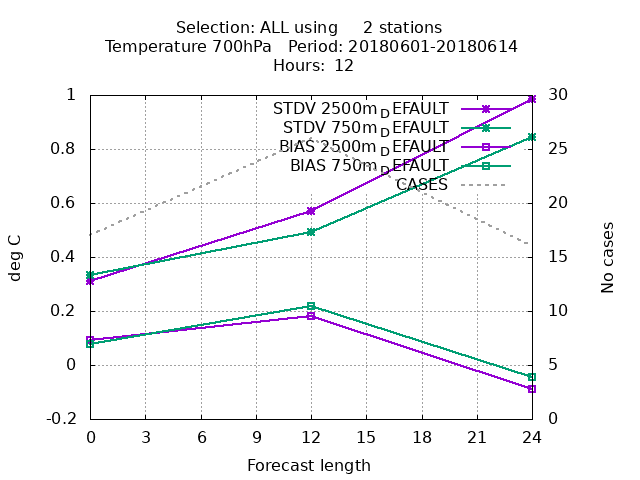 Selection: ALL using     2 stations
Temperature 700hPa   Period: 20180601-20180614
Hours: 12
1
0.8
0.6
0.4
0.2
0
-0.2
deg C
STDV 2500m_DEFAULT
STDV 750m_DEFAULT
BIAS 2500m_DEFAULT
BIAS 750m_DEFAULT
CASES
30
25
20
15
10
5
0
No cases
0 3 6 9 12 15 18 21 24
Forecast length